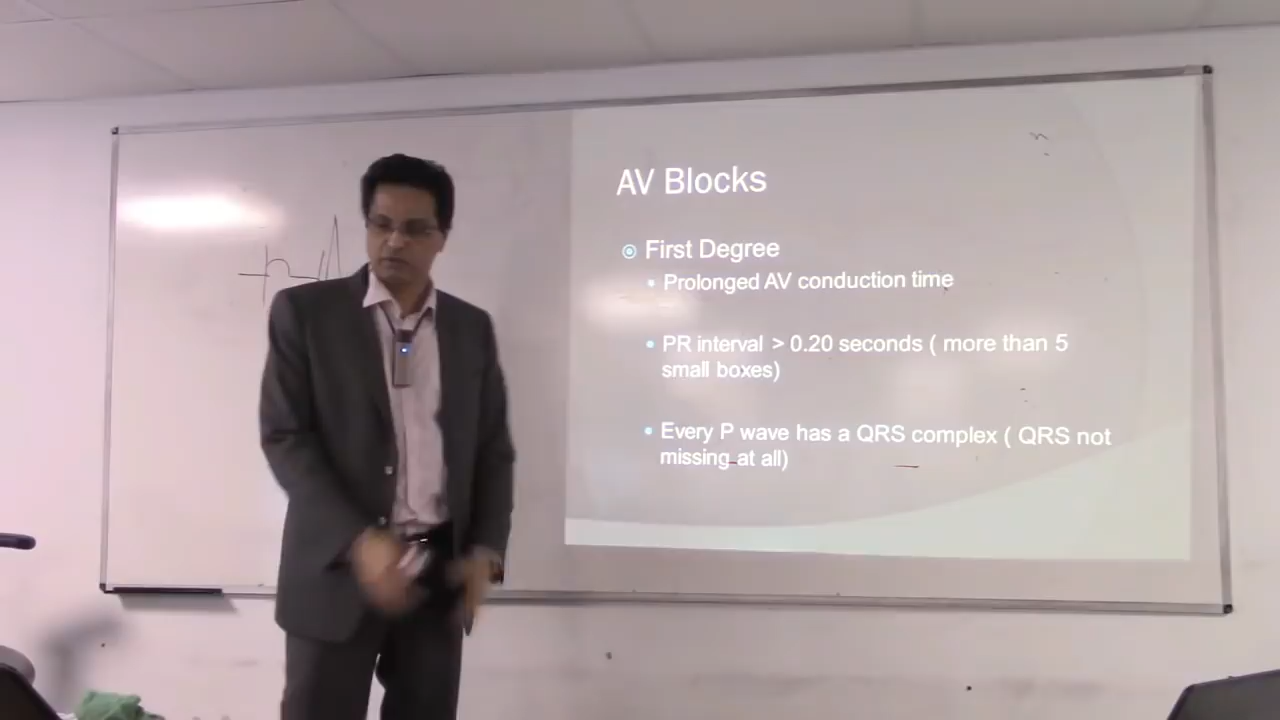 AV Blocks
First Degree
Prolonged AV conduction time
PR interval > 0.20 seconds ( more than 5
small boxes)
Every P wave has a QRS complex ( QRS not
missing at all)